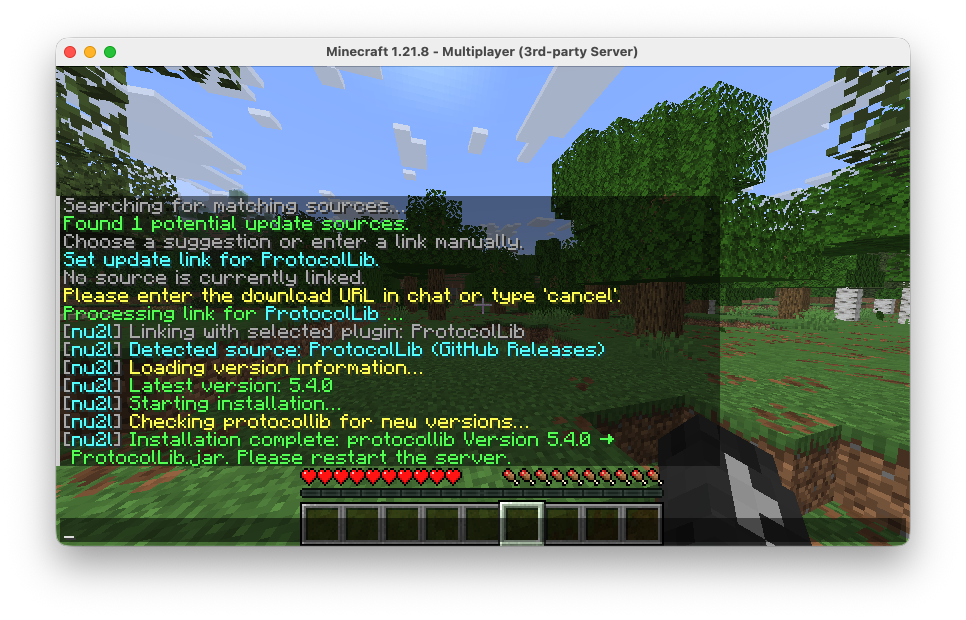 Minecraft 1.21.8 - Multiplayer (3rd-party Server)
Searching for matching sources...
Found 1 potential update sources.
Choose a suggestion or enter a link manually.
Set update link for ProtocolLib.
No source is currently linked.
Please enter the download URL in chat or type 'cancel'.
Processing link for ProtocolLib ...
[nu2l] Linking with selected plugin: ProtocolLib
[nu2l] Detected source: ProtocolLib (GitHub Releases)
[nu2l] Loading version information...
[nu2l] Latest version: 5.4.0
[nu2l] Starting installation...
[nu2l] Checking protocollib for new versions...
[nu2l] Installation complete: protocollib Version 5.4.0 →
ProtocolLib.jar. Please restart the server.
_